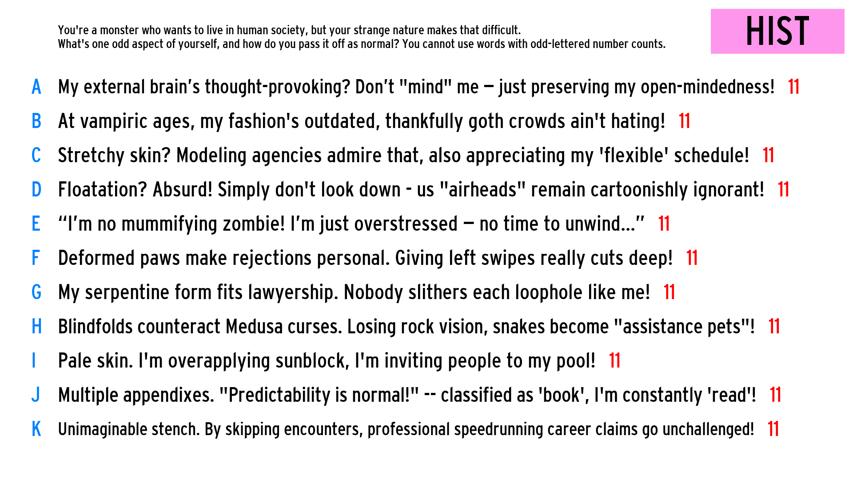 You're a monster who wants to live in human society, but your strange nature makes that difficult.
What's one odd aspect of yourself, and how do you pass it off as normal? You cannot use words with odd-lettered number counts.
HIST
A My external brain’s thought-provoking? Don’t "mind" me – just preserving my open-mindedness! 11
B At vampiric ages, my fashion's outdated, thankfully goth crowds ain't hating! 11
C Stretchy skin? Modeling agencies admire that, also appreciating my 'flexible' schedule! 11
D Floatation? Absurd! Simply don't look down - us "airheads" remain cartoonishly ignorant! 11
E “I’m no mummifying zombie! I’m just overstressed – no time to unwind...” 11
F Deformed paws make rejections personal. Giving left swipes really cuts deep! 11
G My serpentine form fits lawyership. Nobody slithers each loophole like me! 11
H Blindfolds counteract Medusa curses. Losing rock vision, snakes become "assistance pets"! 11
I Pale skin. I'm overapplying sunblock, I'm inviting people to my pool! 11
J Multiple appendixes. "Predictability is normal!" -- classified as 'book', I'm constantly 'read'! 11
K Unimaginable stench. By skipping encounters, professional speedrunning career claims go unchallenged! 11